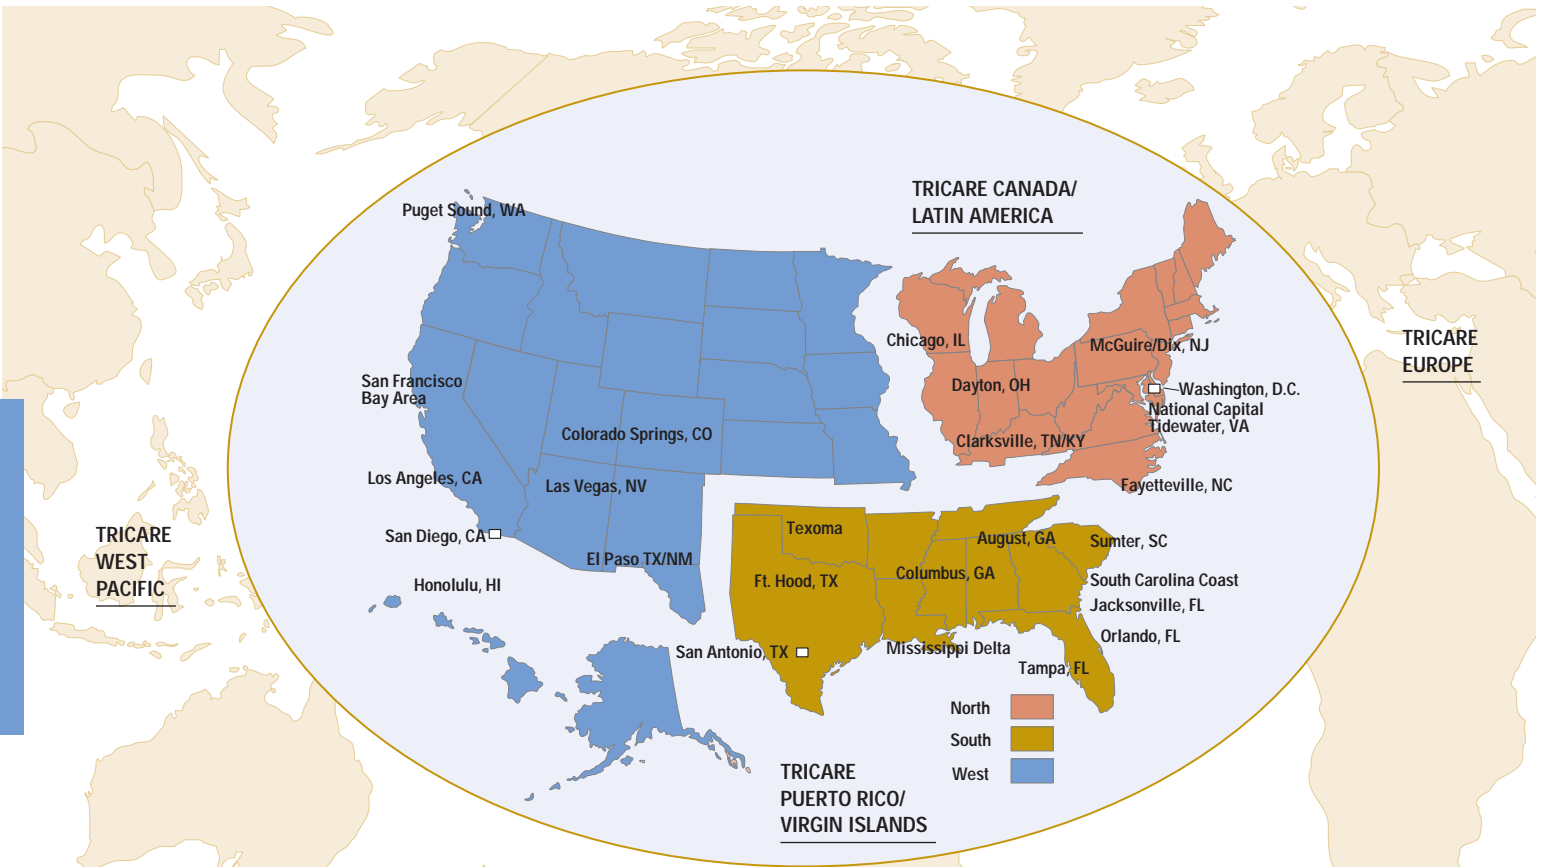 TRICARE CANADA/
LATIN AMERICA
Puget Sound, WA
Chicago, IL
McGuire/Dix, NJ
TRICARE
EUROPE
San Francisco
Bay Area
Dayton, OH
Washington, D.C.
National Capital
Tidewater, VA
Colorado Springs, CO
Clarksville, TN/KY
Los Angeles, CA
Las Vegas, NV
Fayetteville, NC
TRICARE
WEST
PACIFIC
San Diego, CA
Texoma
August, GA
Sumter, SC
El Paso TX/NM
Ft. Hood, TX
Columbus, GA
South Carolina Coast
Honolulu, HI
Jacksonville, FL
Orlando, FL
San Antonio, TX
Mississippi Delta
Tampa, FL
North
South
West
TRICARE
PUERTO RICO/
VIRGIN ISLANDS